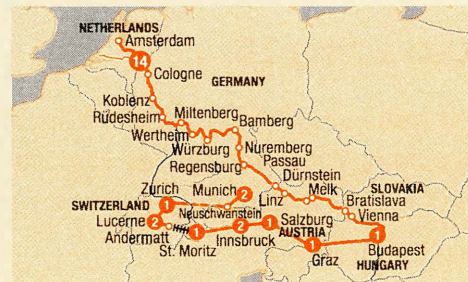 NETHERLANDS
Amsterdam
14
Cologne
GERMANY
Koblenz
Rüdesheim
Miltenberg
Bamberg
Wertheim
Würzburg
Nuremberg
Regensburg
Passau
Dürnstein
Zurich
Munich
2
Linz
Melk
SLOVAKIA
Bratislava
Vienna
SWITZERLAND
1
Neuschwanstein
Lucerne
2
Andermatt
St. Moritz
1
2
Innsbruck
1
Salzburg
AUSTRIA
1
Graz
1
Budapest
HUNGARY